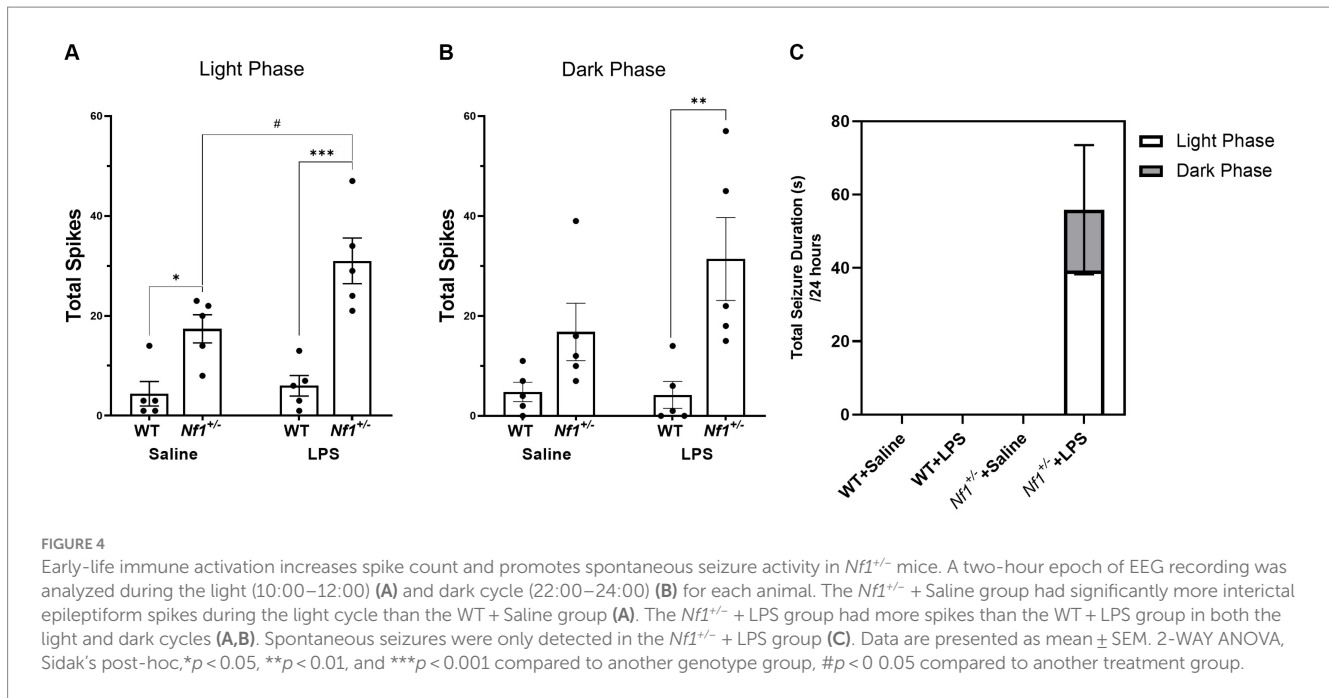 A
B
C
Light Phase
Dark Phase
Total Spikes
60
40
20
0
*
#
***
WT
Nf1+/-
WT
Nf1+/-
Saline
LPS
Total Spikes
60
40
20
0
**
WT
Nf1+/-
WT
Nf1+/-
Saline
LPS
Total Seizure Duration (s)
/24 hours
80
60
40
20
0
WT+Saline
WT+LPS
Nf1+/-+Saline
Nf1+/-+LPS
Light Phase
Dark Phase
FIGURE 4
Early-life immune activation increases spike count and promotes spontaneous seizure activity in Nf1+/− mice. A two-hour epoch of EEG recording was
analyzed during the light (10:00–12:00) (A) and dark cycle (22:00–24:00) (B) for each animal. The Nf1+/− + Saline group had significantly more interictal
epileptiform spikes during the light cycle than the WT + Saline group (A). The Nf1+/− + LPS group had more spikes than the WT + LPS group in both the
light and dark cycles (A,B). Spontaneous seizures were only detected in the Nf1+/− + LPS group (C). Data are presented as mean ± SEM. 2-WAY ANOVA,
Sidak's post-hoc,*p < 0.05, **p < 0.01, and ***p < 0.001 compared to another genotype group, #p < 0 0.05 compared to another treatment group.